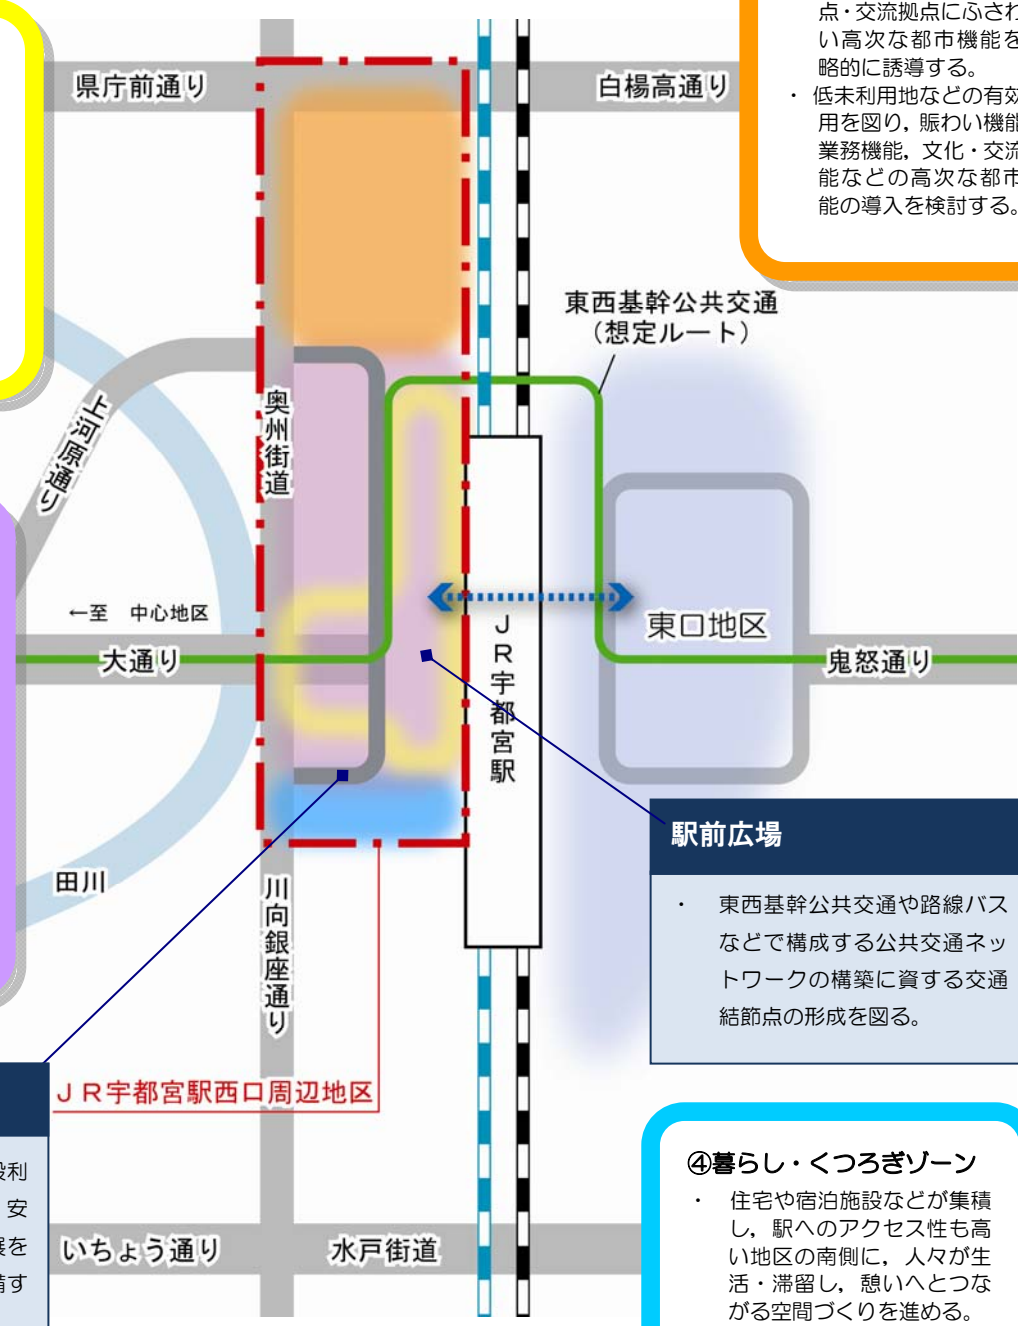 点・交流拠点にふさわ
い高次な都市機能を
略的に誘導する。
・ 低未利用地などの有効
用を図り，賑わい機能
業務機能，文化・交流
能などの高次な都市
能の導入を検討する。
県庁前通り
白楊高通り
東西基幹公共交通
（想定ルート）
上河原通り
奥州街道
←至 中心地区
大通り
ＪＲ宇都宮駅
東口地区
鬼怒通り
田川
川向銀座通り
駅前広場
・ 東西基幹公共交通や路線バス
などで構成する公共交通ネッ
トワークの構築に資する交通
結節点の形成を図る。
ＪＲ宇都宮駅西口周辺地区
利
安
を
す
いちょう通り
水戸街道
④暮らし・くつろぎゾーン
・ 住宅や宿泊施設などが集積
し，駅へのアクセス性も高
い地区の南側に，人々が生
活・滞留し，憩いへとつな
がる空間づくりを進める。